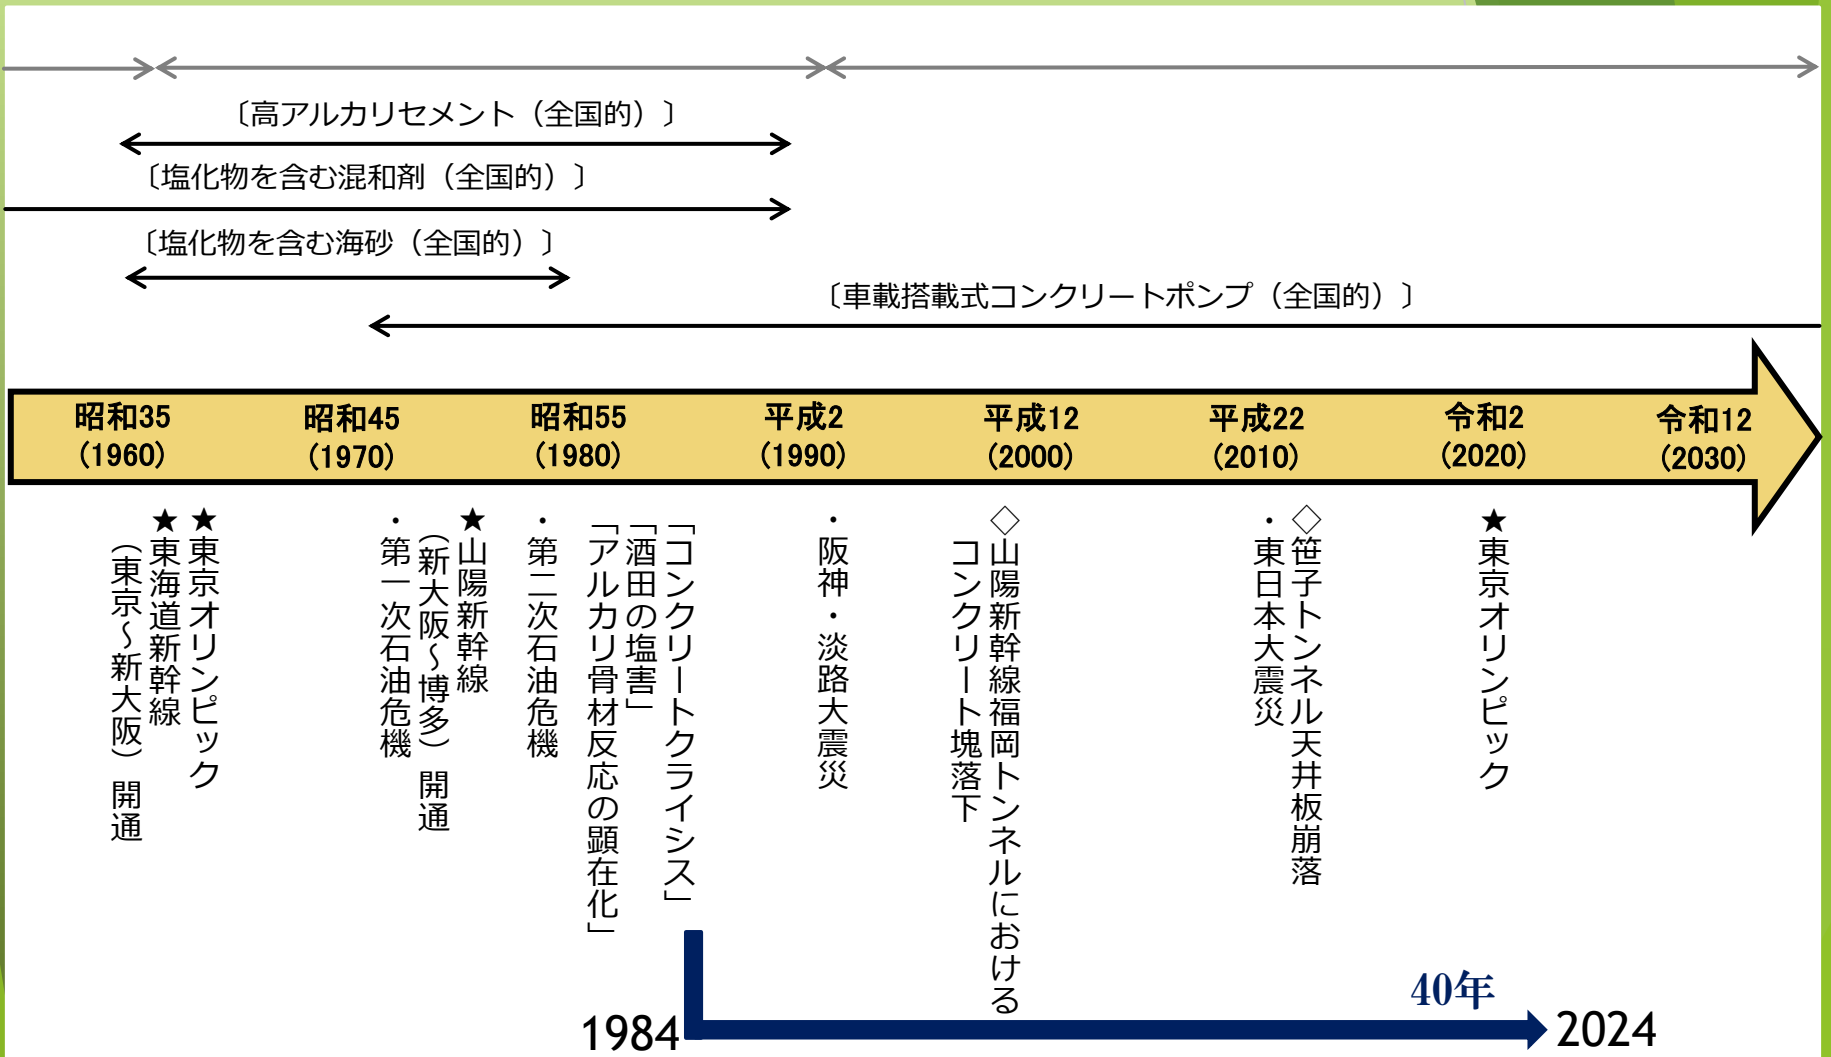 〔高アルカリセメント（全国的）〕
〔塩化物を含む混和剤（全国的）〕
〔塩化物を含む海砂（全国的）〕
〔車載搭載式コンクリートポンプ（全国的）〕
昭和35
(1960)
昭和45
(1970)
昭和55
(1980)
平成2
(1990)
平成12
(2000)
平成22
(2010)
令和2
(2020)
令和12
(2030)
★東京オリンピック
★東海道新幹線
（東京～新大阪）開通
★山陽新幹線
（新大阪～博多）開通
・第一次石油危機
・第二次石油危機
「コンクリートクライシス」
「酒田の塩害」
「アルカリ骨材反応の顕在化」
・阪神・淡路大震災
◇山陽新幹線福岡トンネルにおける
コンクリート塊落下
◇笹子トンネル天井板崩落
・東日本大震災
★東京オリンピック
40年
1984
2024